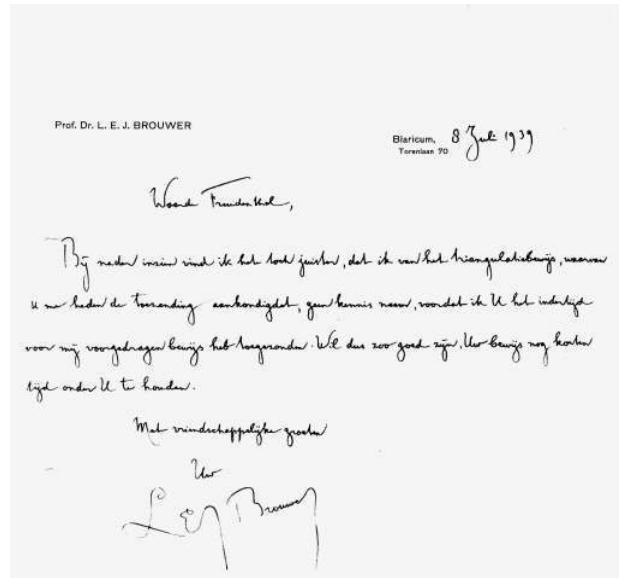 Prof. Dr. L. E. J. BROUWER
Blaricum, 8 Juli 1939
Torenlaan 70
Waarde Freudenthal,
Bij nader inzien vind ik het toch juister, dat ik van het triangulatiebewijs, waarvan
U me heden de toezending aankondigdet, geen kennis neem, voordat ik U het indertijd
voor mij voorgedragen bewijs heb toegezonden. Wil dus zoo goed zijn, Uw bewijs nog korten
tijd onder U te houden.
Met vriendschappelijke groeten
Uw
L E J Brouwer